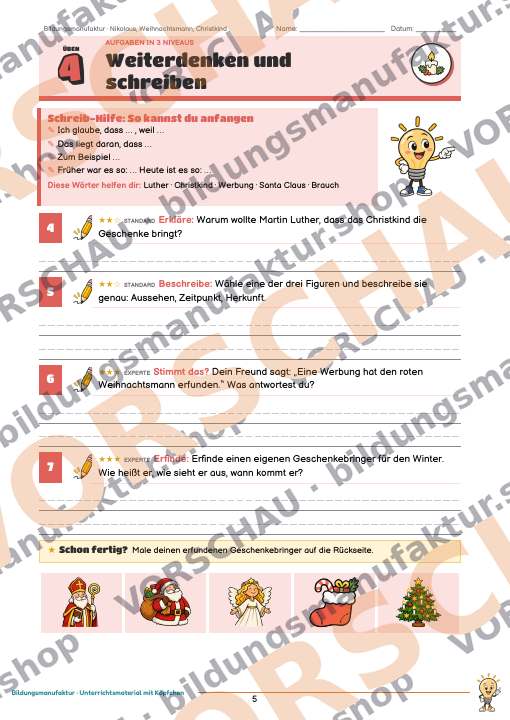 Bildungsmanufaktur · Nikolaus, Weihnachtsmann, Christkind Name: Datum:
ÜBEN
4
AUFGABEN IN 3 NIVEAUS
Weiterdenken und
schreiben
Schreib-Hilfe: So kannst du anfangen
Ich glaube, dass ... , weil ...
Das liegt daran, dass ...
Zum Beispiel ...
Früher war es so: ... Heute ist es so: ...
Diese Wörter helfen dir: Luther · Christkind · Werbung · Santa Claus · Brauch
4 ★★☆ STANDARD Erkläre: Warum wollte Martin Luther, dass das Christkind die
Geschenke bringt?
5 ★★☆ STANDARD Beschreibe: Wähle eine der drei Figuren und beschreibe sie
genau: Aussehen, Zeitpunkt, Herkunft.
6 ★★★ EXPERTE Stimmt das? Dein Freund sagt: „Eine Werbung hat den roten
Weihnachtsmann erfunden.“ Was antwortest du?
7 ★★★ EXPERTE Erfinde: Erfinde einen eigenen Geschenkebringer für den Winter.
Wie heißt er, wie sieht er aus, wann kommt er?
★ Schon fertig? Male deinen erfundenen Geschenkebringer auf die Rückseite.
Bildungsmanufaktur · Unterrichtsmaterial mit Köpfchen
5
VORSCHAU · bildungsmanufaktur.shop
VORSCHAU